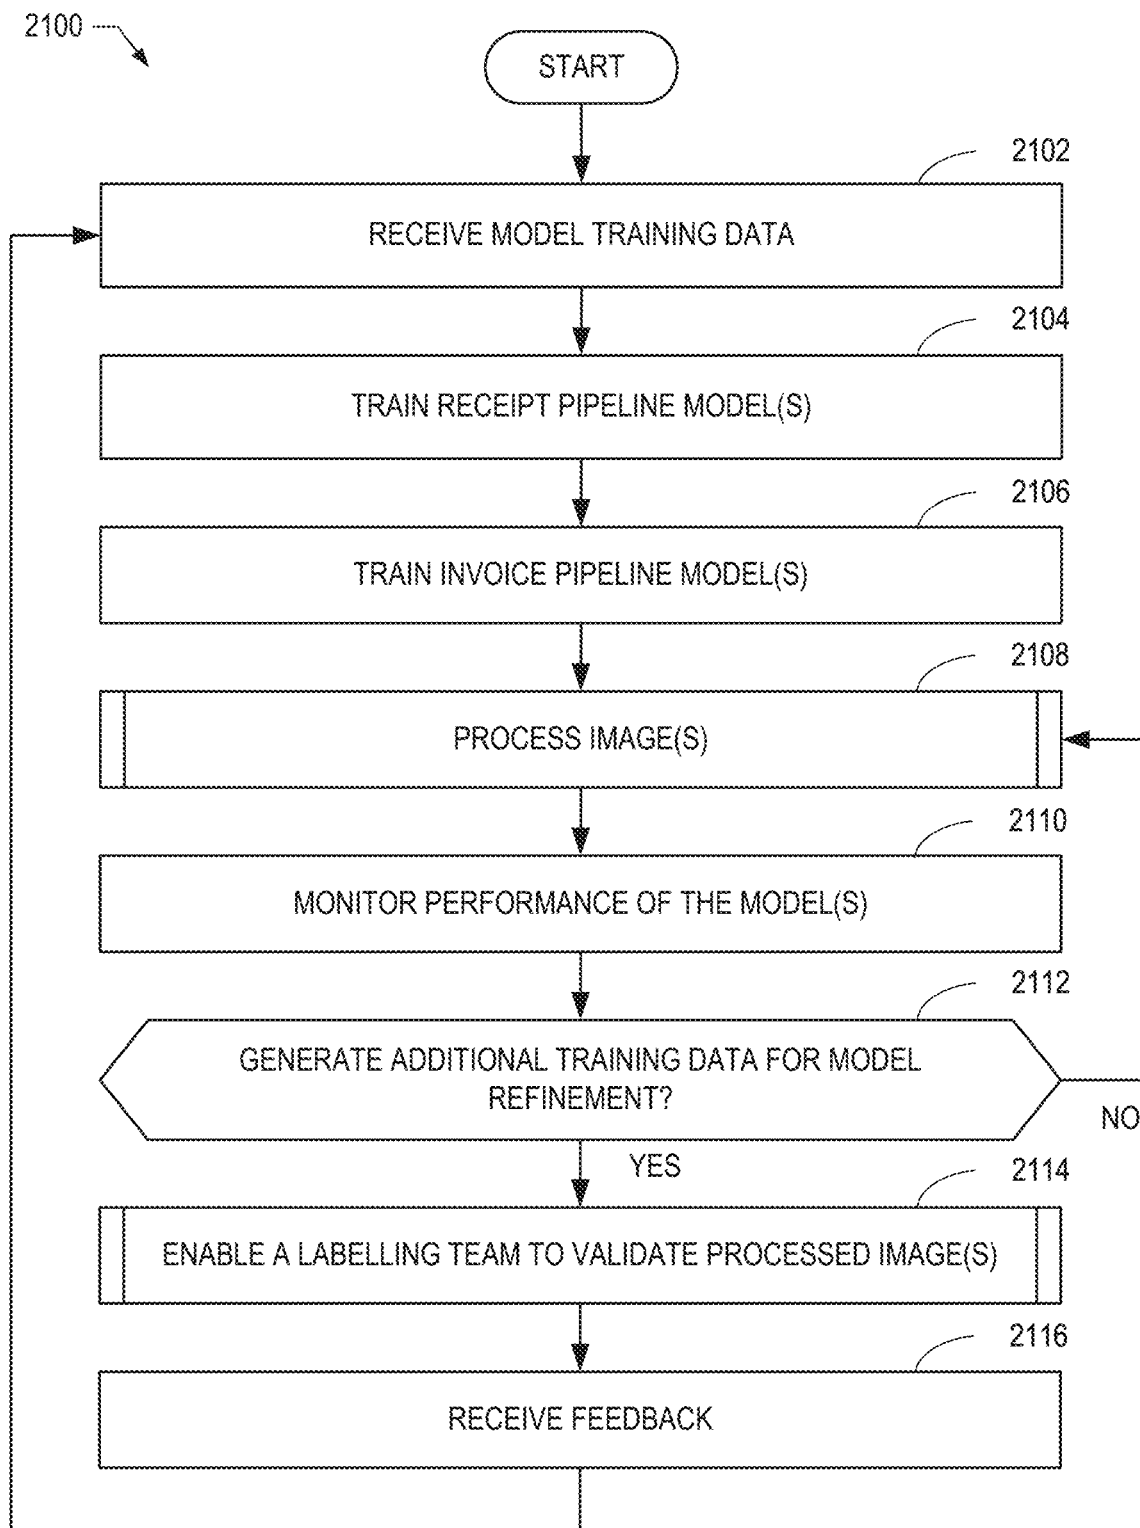 2100
START
2102
RECEIVE MODEL TRAINING DATA
2104
TRAIN RECEIPT PIPELINE MODEL(S)
2106
TRAIN INVOICE PIPELINE MODEL(S)
2108
PROCESS IMAGE(S)
2110
MONITOR PERFORMANCE OF THE MODEL(S)
2112
GENERATE ADDITIONAL TRAINING DATA FOR MODEL
REFINEMENT?
NO
YES
2114
ENABLE A LABELLING TEAM TO VALIDATE PROCESSED IMAGE(S)
2116
RECEIVE FEEDBACK